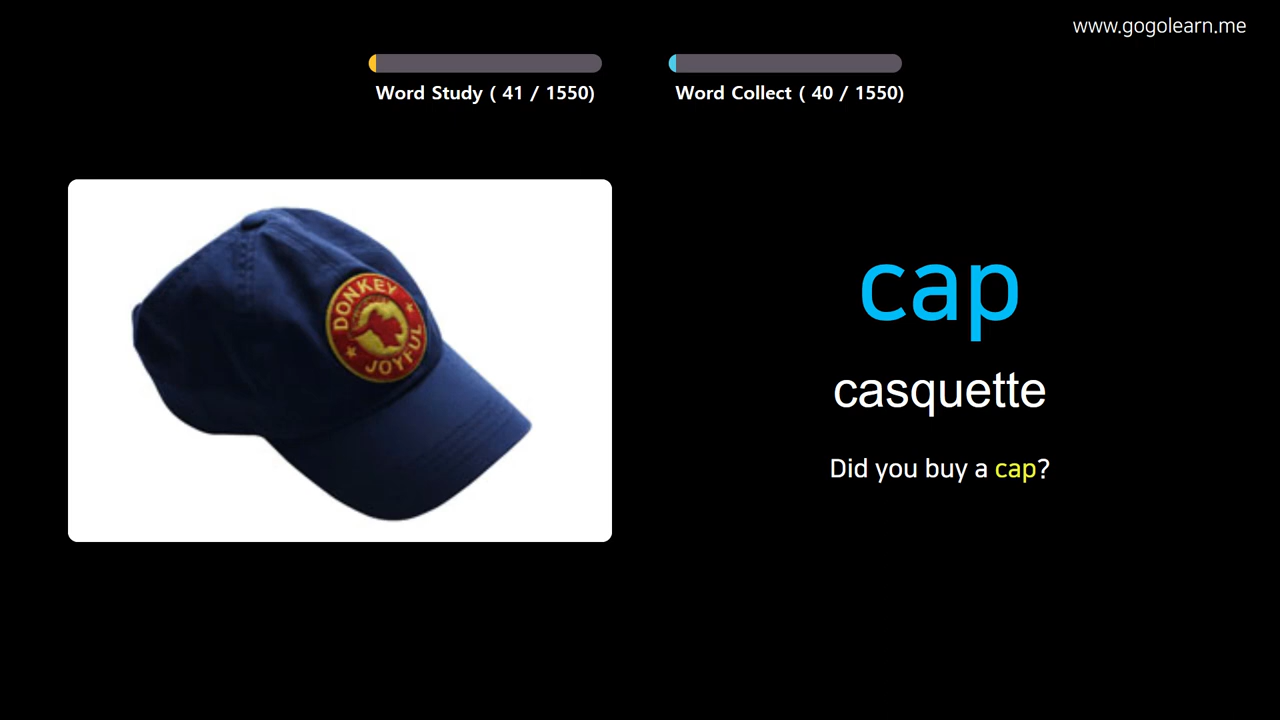 www.gogolearn.me
Word Study ( 41 / 1550)
Word Collect ( 40 / 1550)
DONKEY
JOYFUL
cap
casquette
Did you buy a cap?